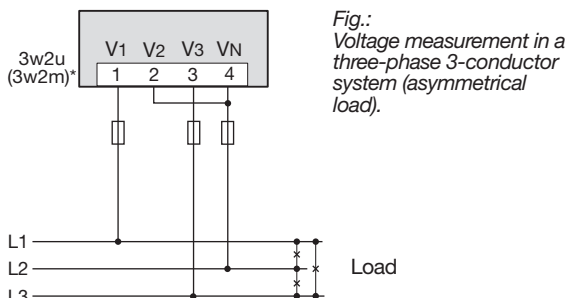 Fig.:
Voltage measurement in a
three-phase 3-conductor
system (asymmetrical
load).
3w2u
(3w2m)*
V1 V2 V3 VN
1 2 3 4
L1
L2
Load
L3